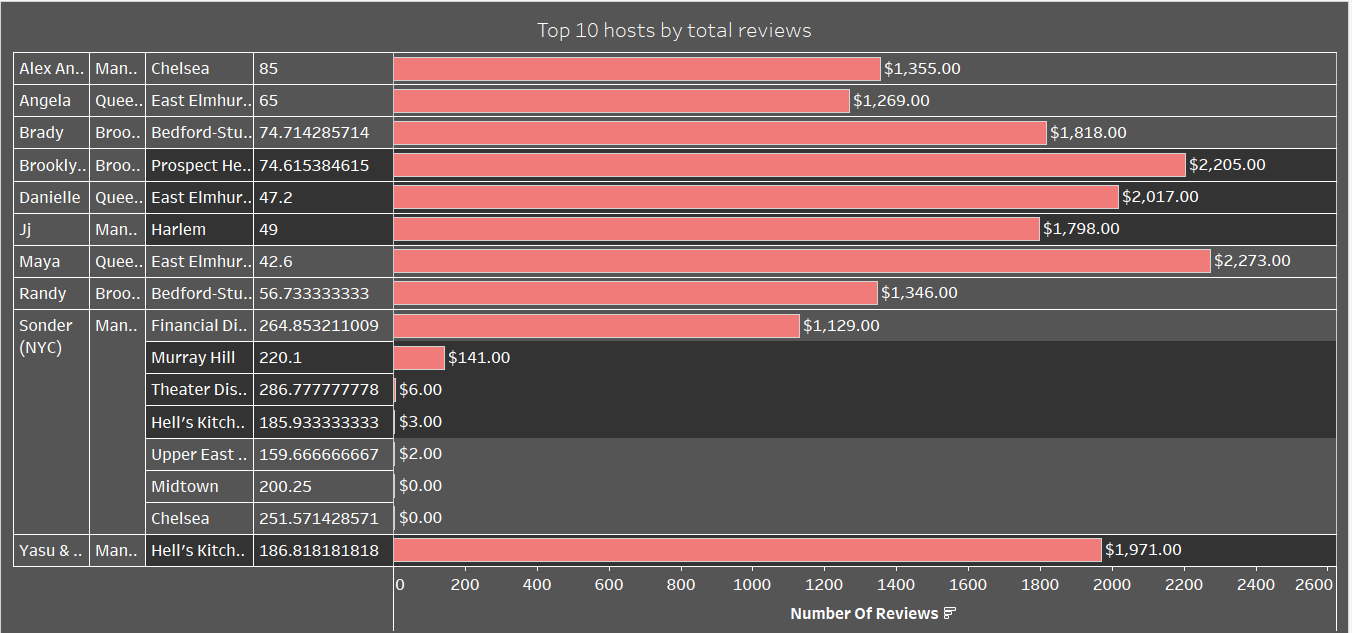 Top 10 hosts by total reviews
Alex An.. Man.. Chelsea 85 $1,355.00
Angela Quee.. East Elmhur.. 65 $1,269.00
Brady Broo.. Bedford-Stu.. 74.714285714 $1,818.00
Brookly.. Broo.. Prospect He.. 74.615384615 $2,205.00
Danielle Quee.. East Elmhur.. 47.2 $2,017.00
Jj Man.. Harlem 49 $1,798.00
Maya Quee.. East Elmhur.. 42.6 $2,273.00
Randy Broo.. Bedford-Stu.. 56.733333333 $1,346.00
Sonder Man.. Financial Di.. 264.853211009 $1,129.00
(NYC)
Murray Hill 220.1 $141.00
Theater Dis.. 286.777777778 $6.00
Hell’s Kitch.. 185.933333333 $3.00
Upper East .. 159.666666667 $2.00
Midtown 200.25 $0.00
Chelsea 251.571428571 $0.00
Yasu & .. Man.. Hell’s Kitch.. 186.818181818 $1,971.00
0 200 400 600 800 1000 1200 1400 1600 1800 2000 2200 2400 2600
Number Of Reviews